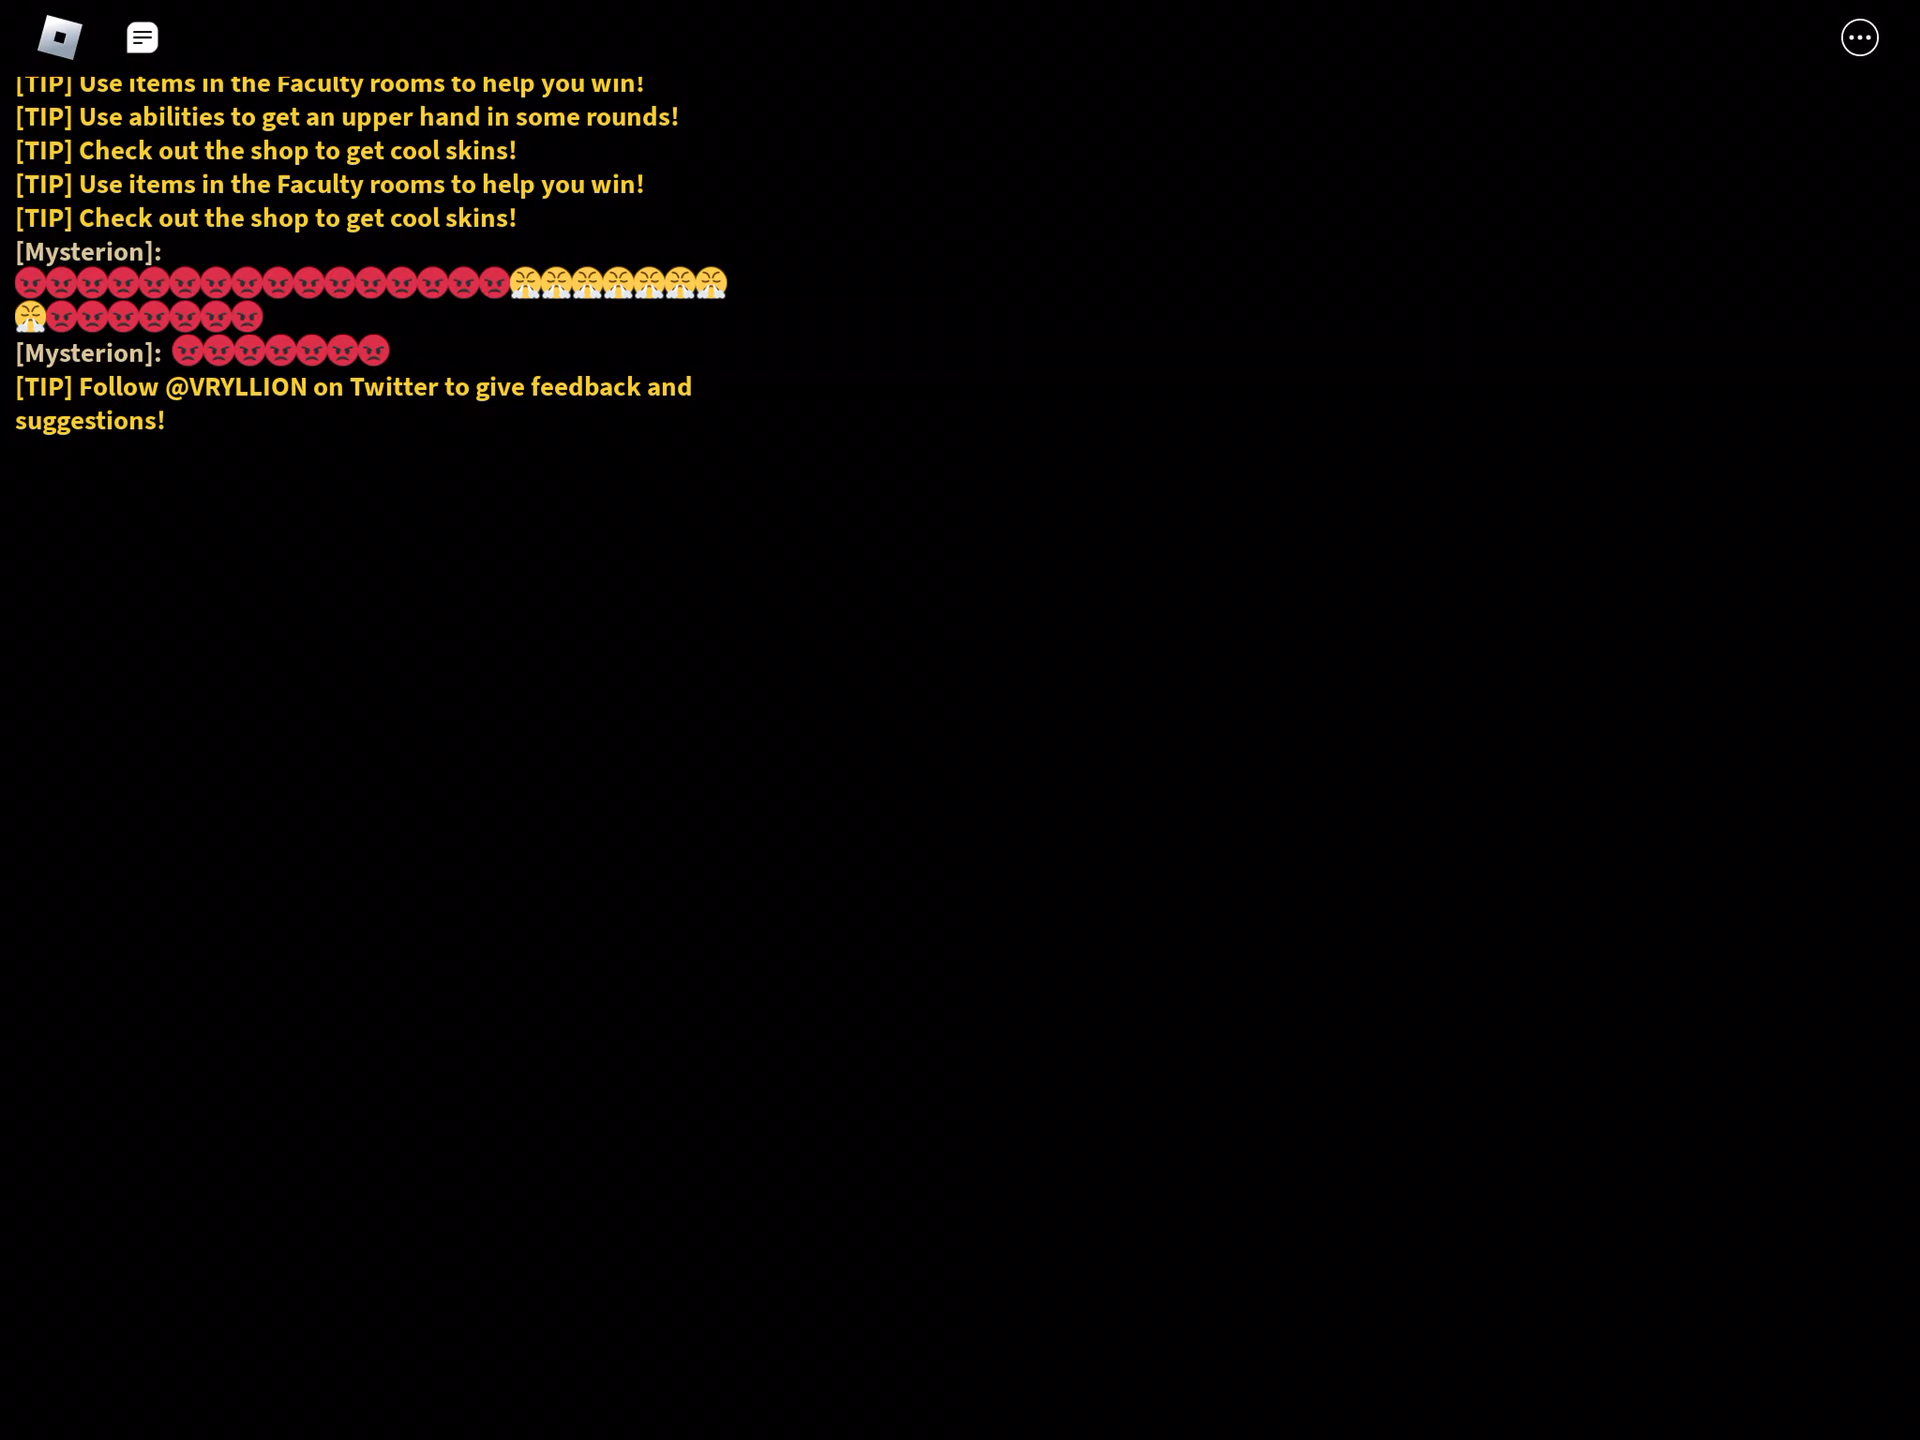 [TIP] Use items in the Faculty rooms to help you win!
[TIP] Use abilities to get an upper hand in some rounds!
[TIP] Check out the shop to get cool skins!
[TIP] Use items in the Faculty rooms to help you win!
[TIP] Check out the shop to get cool skins!
[Mysterion]:
😡😡😡😡😡😡😡😡😡😡😡😡😡😡😡😡😤😤😤😤😤😤😤
😤😡😡😡😡😡😡😡
[Mysterion]: 😡😡😡😡😡😡😡
[TIP] Follow @VRYLLION on Twitter to give feedback and
suggestions!